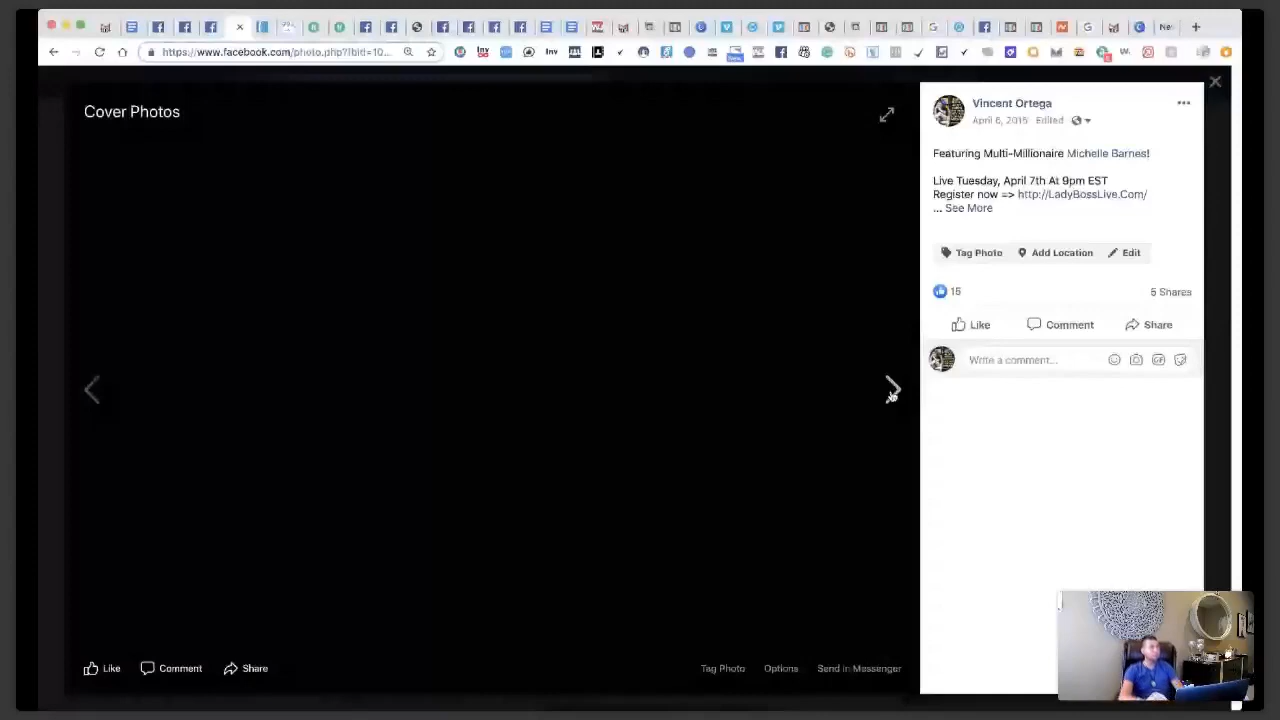 https://www.facebook.com/photo.php?fbid=10...
Cover Photos
Vincent Ortega
April 6, 2015 Edited
Featuring Multi-Millionaire Michelle Barnes!
Live Tuesday, April 7th At 9pm EST
Register now => http://LadyBossLive.Com/
... See More
Tag Photo Add Location Edit
15 5 Shares
Like Comment Share
Write a comment...
Like Comment Share Tag Photo Options Send in Messenger